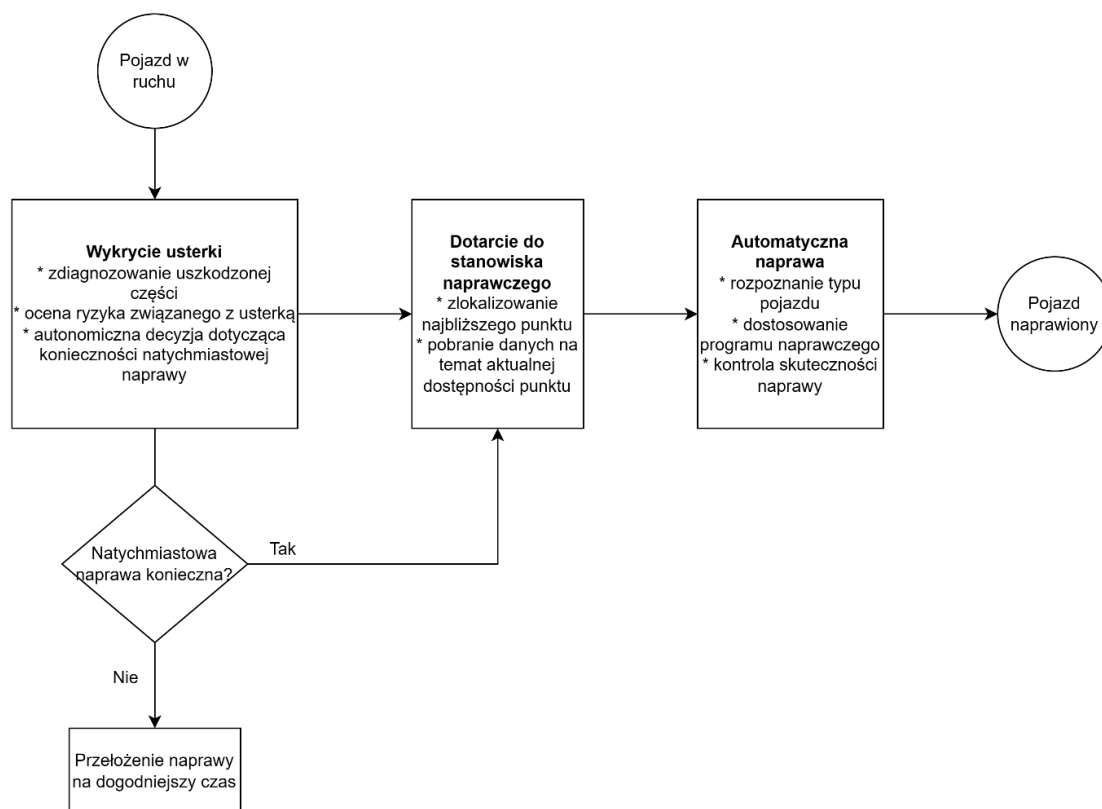 Pojazd w
ruchu
Wykrycie usterki
* zdiagnozowanie uszkodzonej
części
* ocena ryzyka związanego z usterką
* autonomiczna decyzja dotycząca
konieczności natychmiastowej
naprawy
Dotarcie do
stanowiska
naprawczego
* zlokalizowanie
najbliższego punktu
* pobranie danych na
temat aktualnej
dostępności punktu
Automatyczna
naprawa
* rozpoznanie typu
pojazdu
* dostosowanie
programu naprawczego
* kontrola skuteczności
naprawy
Pojazd
naprawiony
Natychmiastowa
naprawa konieczna?
Tak
Nie
Przełożenie naprawy
na dogodniejszy czas